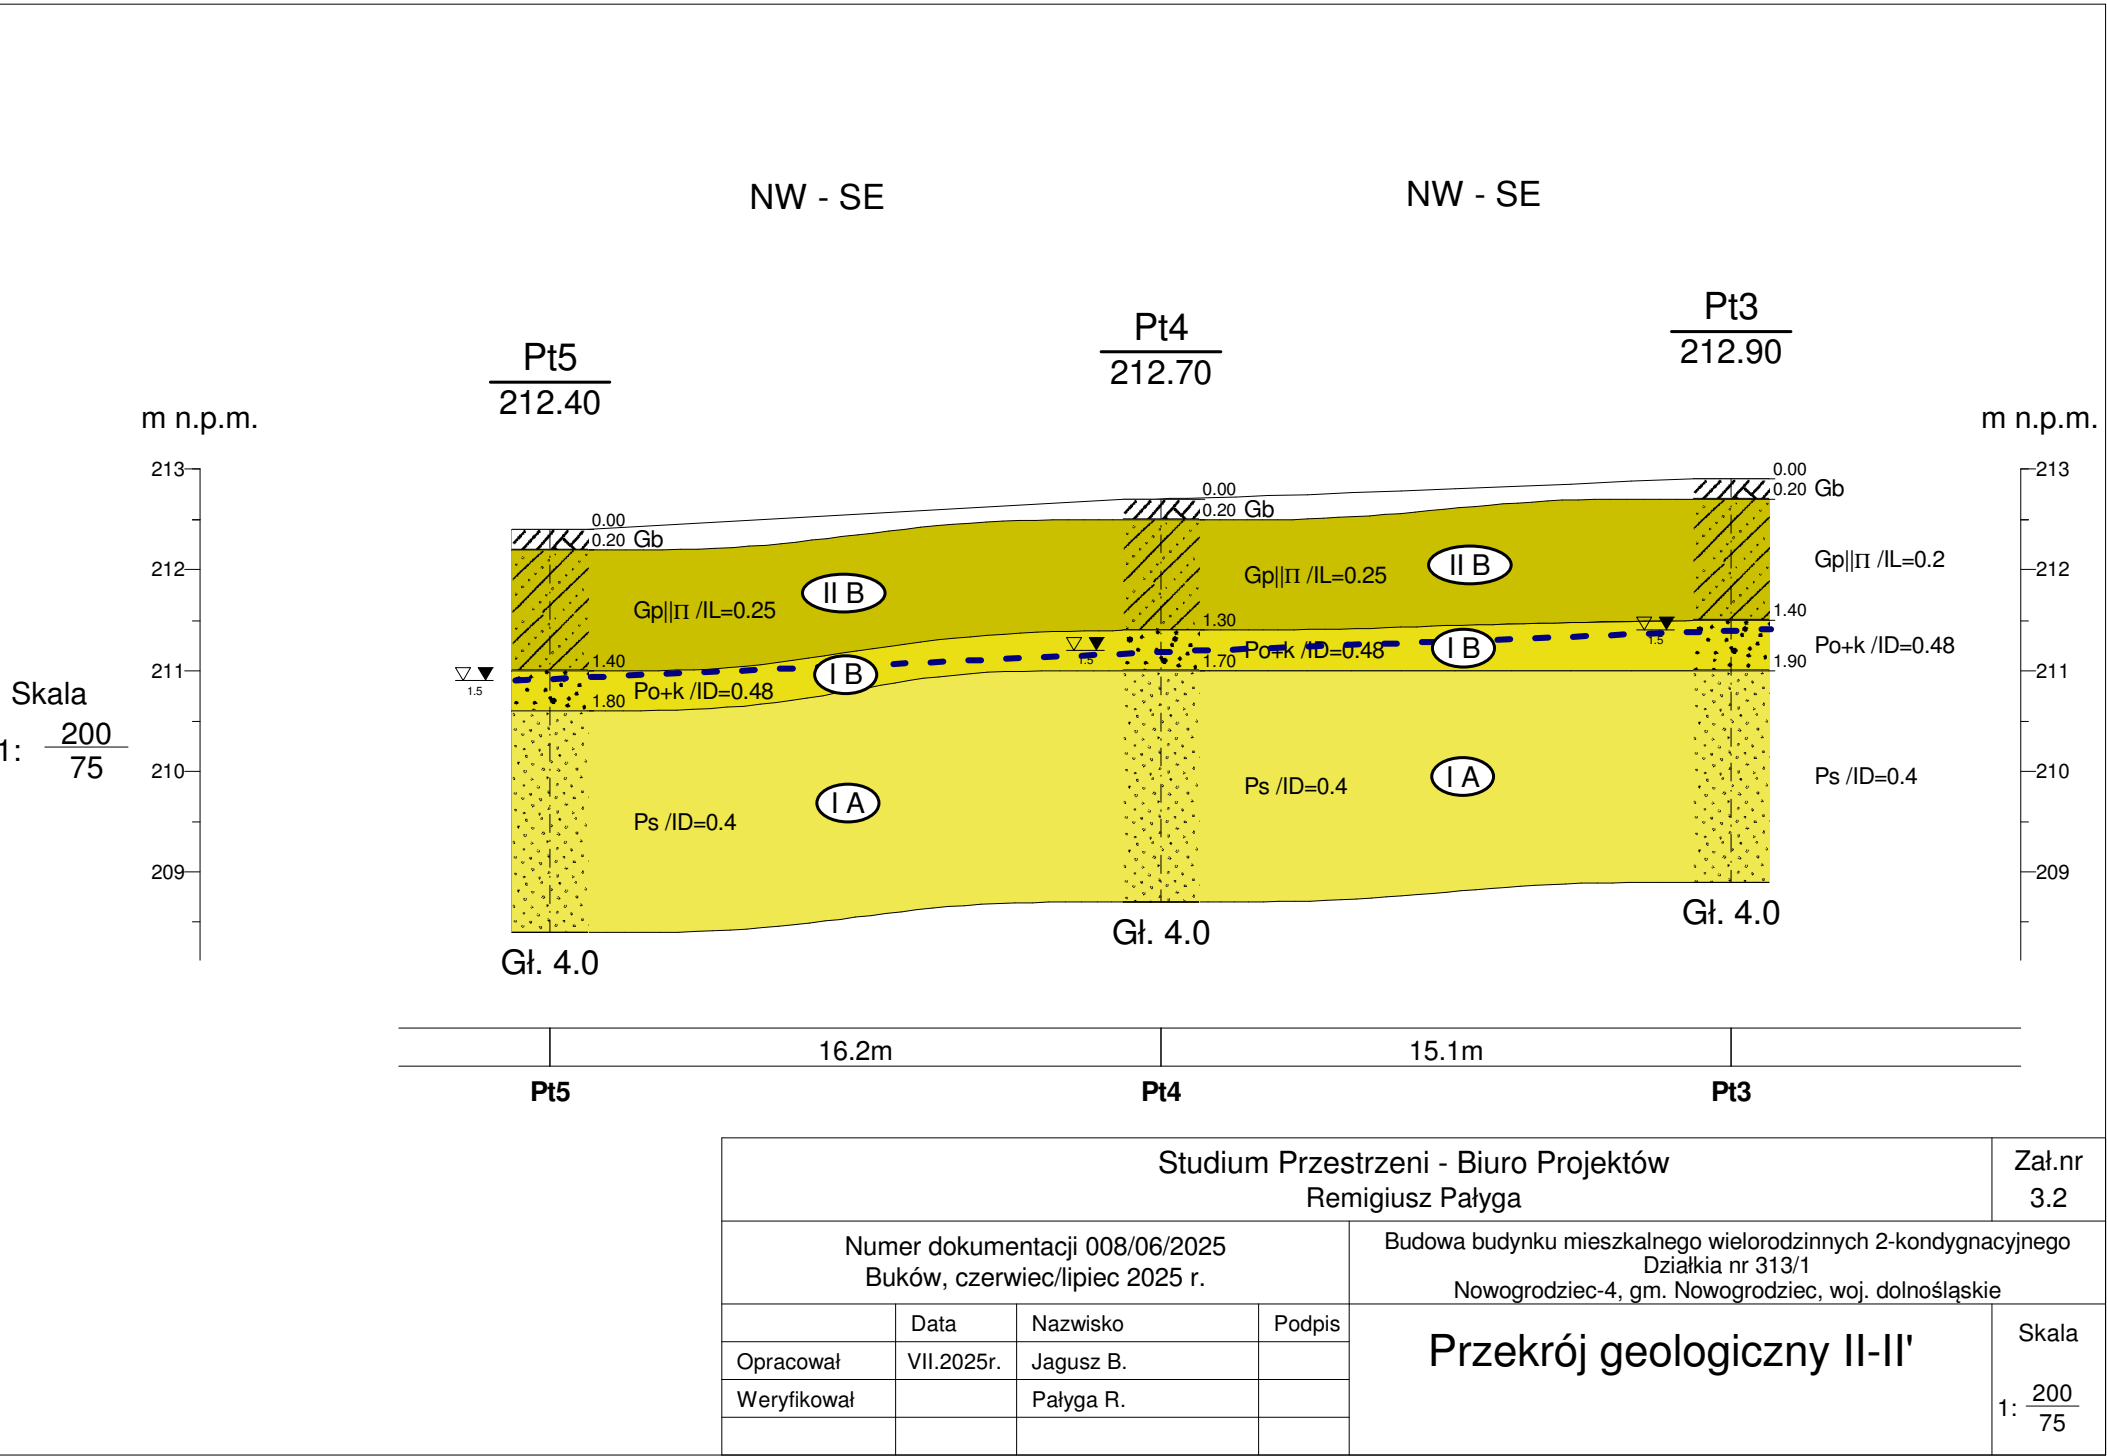 NW - SE
NW - SE
Pt5
212.40
Pt4
212.70
Pt3
212.90
m n.p.m.
m n.p.m.
213
212
211
210
209
213
212
211
210
209
Skala
1: 200
75
0.00
0.20 Gb
Gp||Π /IL=0.25
II B
1.40
1.5
I B
Po+k /ID=0.48
1.80
I A
Ps /ID=0.4
Gł. 4.0
0.00
0.20 Gb
Gp||Π /IL=0.25
II B
1.30
1.5
Po+k /ID=0.48
I B
1.70
Ps /ID=0.4
I A
Gł. 4.0
0.00
0.20 Gb
Gp||Π /IL=0.2
1.40
1.5
Po+k /ID=0.48
1.90
Ps /ID=0.4
Gł. 4.0
16.2m
15.1m
Pt5
Pt4
Pt3
Studium Przestrzeni - Biuro Projektów
Remigiusz Pałyga
Zał.nr
3.2
Numer dokumentacji 008/06/2025
Buków, czerwiec/lipiec 2025 r.
Budowa budynku mieszkalnego wielorodzinnych 2-kondygnacyjnego
Działkia nr 313/1
Nowogrodziec-4, gm. Nowogrodziec, woj. dolnośląskie
Data Nazwisko Podpis
Opracował VII.2025r. Jagusz B.
Weryfikował Pałyga R.
Przekrój geologiczny II-II'
Skala
1: 200
75